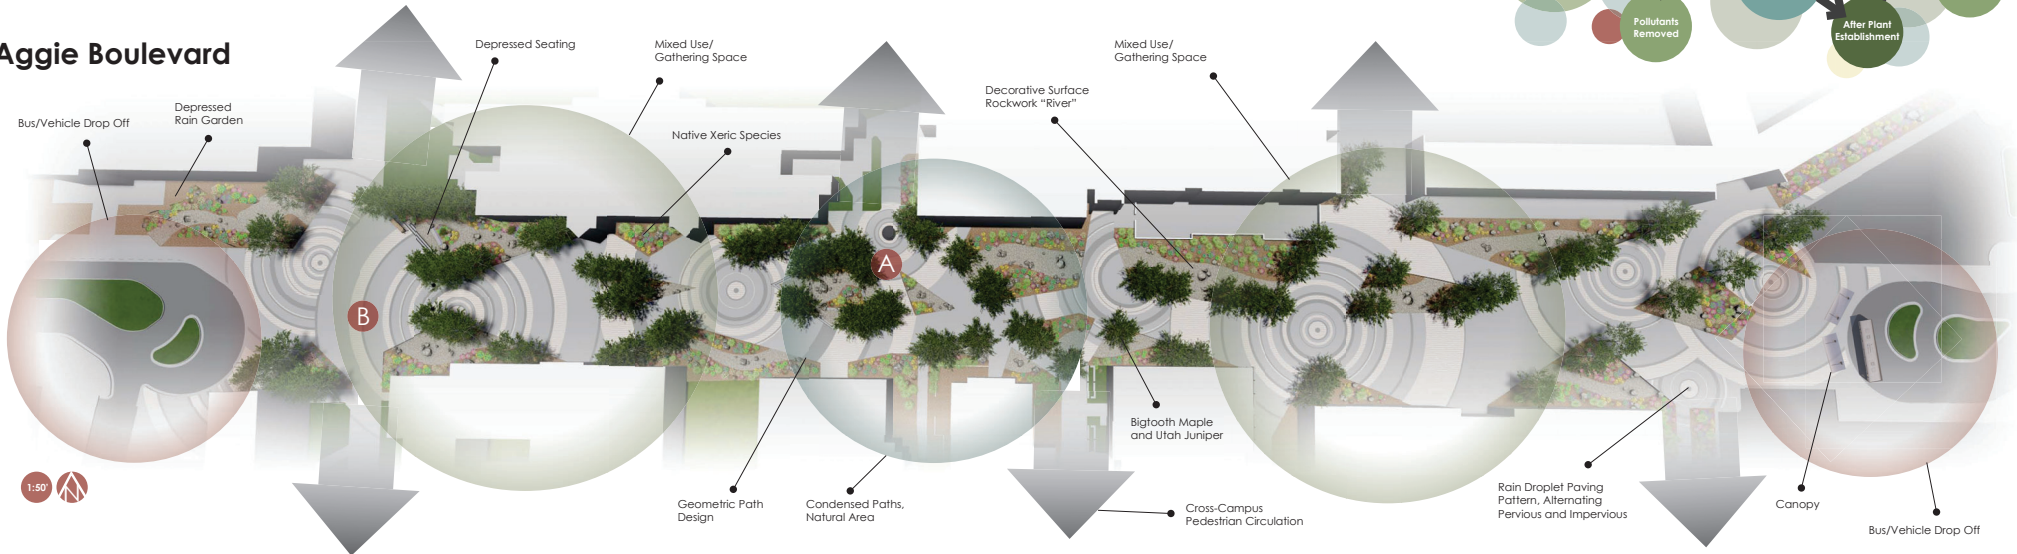 Aggie Boulevard
Pollutants
Removed
After Plant
Establishment
Bus/Vehicle Drop Off
Depressed
Rain Garden
Depressed Seating
Mixed Use/
Gathering Space
Native Xeric Species
Decorative Surface
Rockwork “River”
Mixed Use/
Gathering Space
A
B
1:50'
N
Geometric Path
Design
Condensed Paths,
Natural Area
Bigtooth Maple
and Utah Juniper
Cross-Campus
Pedestrian Circulation
Rain Droplet Paving
Pattern, Alternating
Pervious and Impervious
Canopy
Bus/Vehicle Drop Off